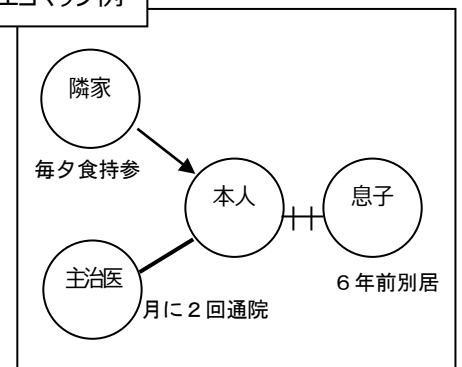 エコマップ例
隣家
毎夕食持参
本人
息子
６年前別居
主治医
月に２回通院